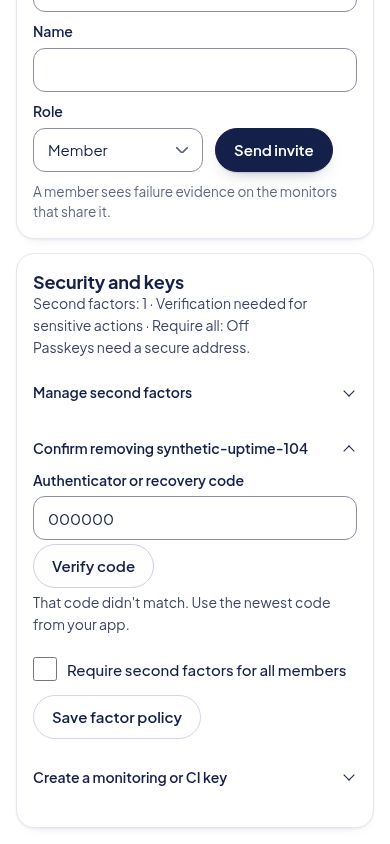 Name
Role
Member
Send invite
A member sees failure evidence on the monitors
that share it.
Security and keys
Second factors: 1 · Verification needed for
sensitive actions · Require all: Off
Passkeys need a secure address.
Manage second factors
Confirm removing synthetic-uptime-104
Authenticator or recovery code
000000
Verify code
That code didn't match. Use the newest code
from your app.
Require second factors for all members
Save factor policy
Create a monitoring or CI key